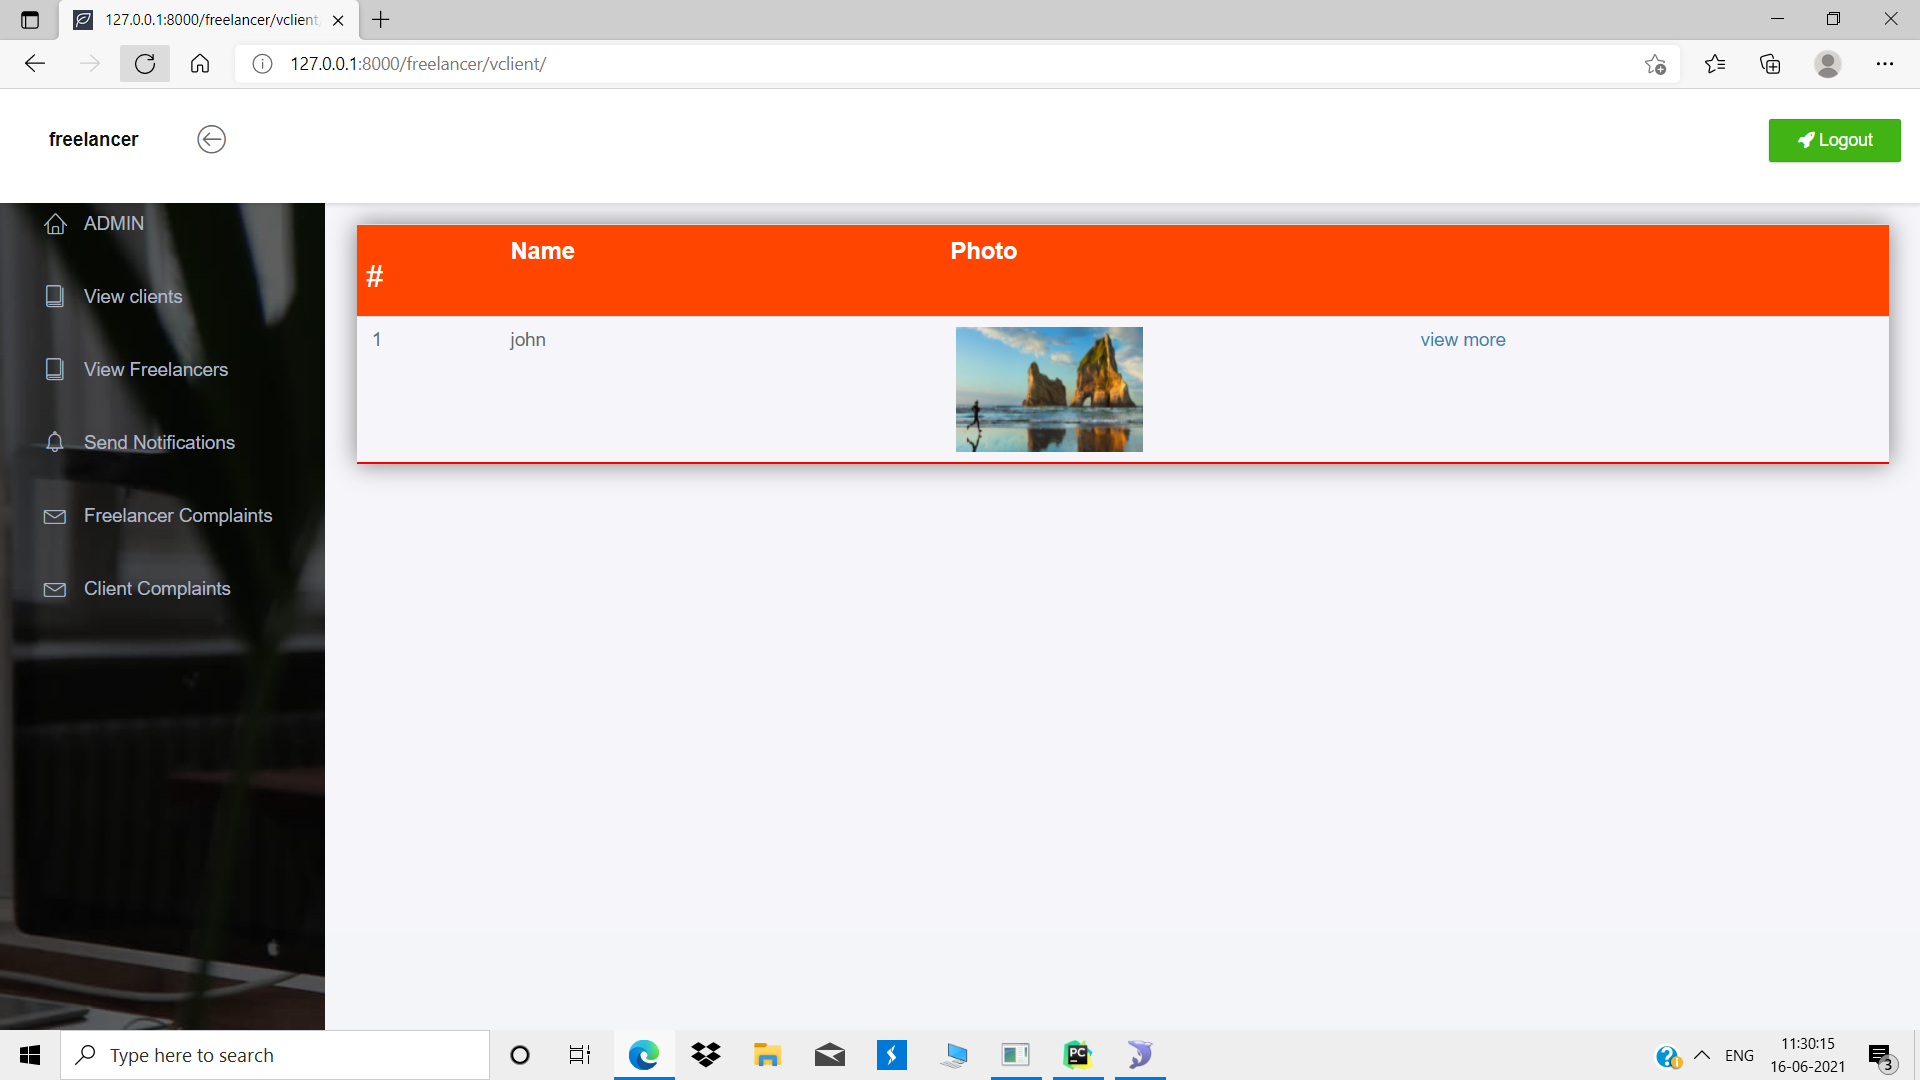 127.0.0.1:8000/freelancer/vclient
127.0.0.1:8000/freelancer/vclient/
freelancer
Logout
ADMIN
View clients
View Freelancers
Send Notifications
Freelancer Complaints
Client Complaints
# Name Photo
1 john view more
Type here to search
PC
ENG
11:30:15
16-06-2021
3